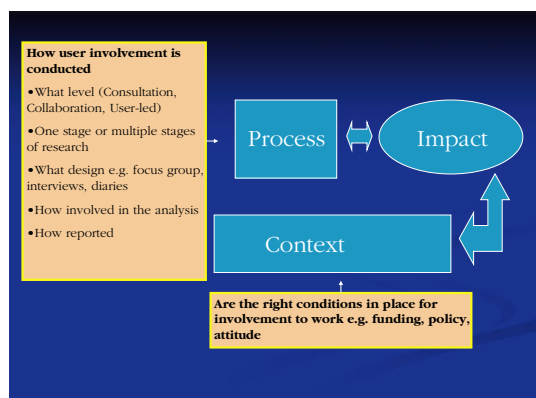 How user involvement is
conducted
•What level (Consultation,
Collaboration, User-led)
•One stage or multiple stages
of research
•What design e.g. focus group,
interviews, diaries
•How involved in the analysis
•How reported
Process
Impact
Context
Are the right conditions in place for
involvement to work e.g. funding, policy,
attitude